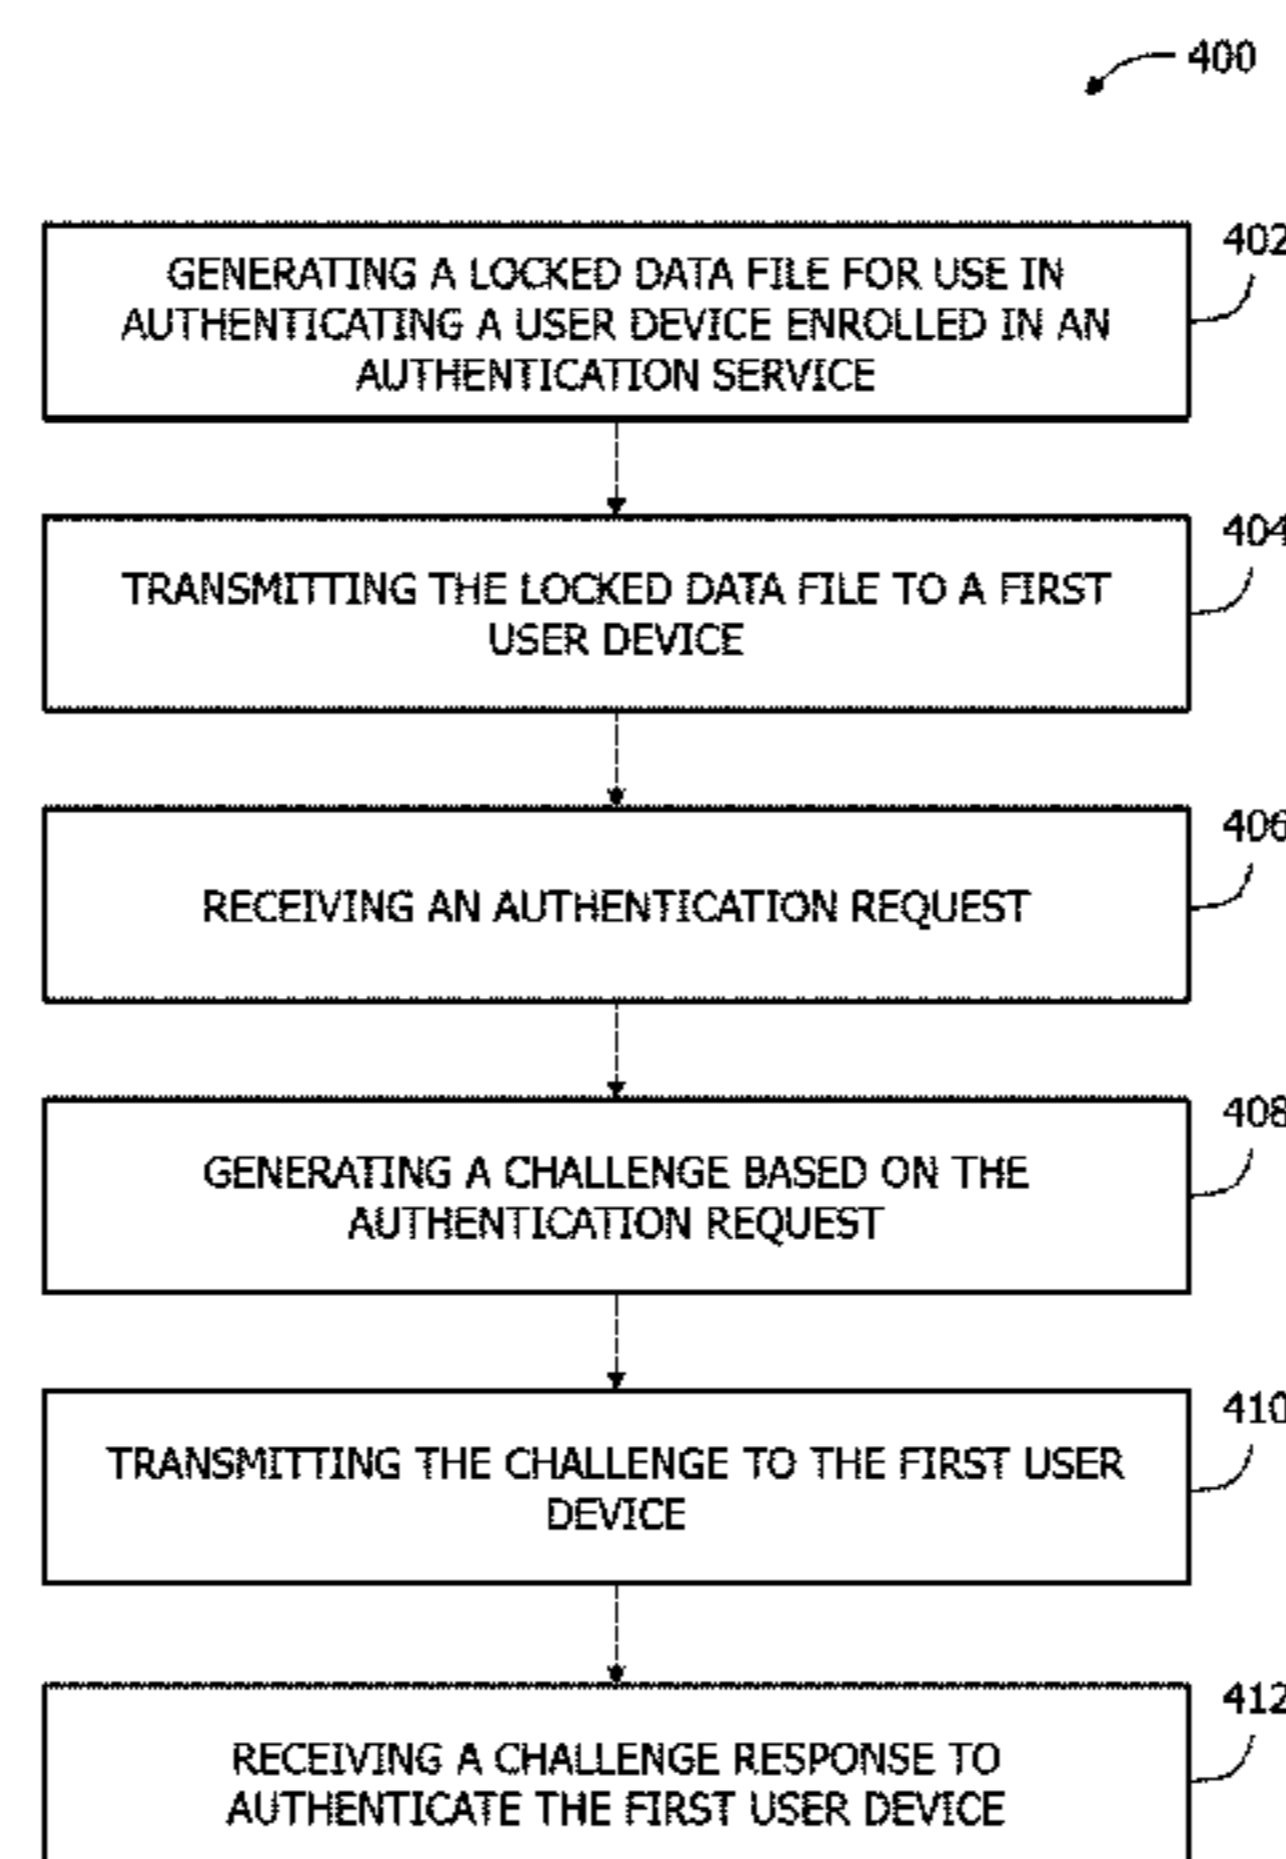 400
402
GENERATING A LOCKED DATA FILE FOR USE IN
AUTHENTICATING A USER DEVICE ENROLLED IN AN
AUTHENTICATION SERVICE
404
TRANSMITTING THE LOCKED DATA FILE TO A FIRST
USER DEVICE
406
RECEIVING AN AUTHENTICATION REQUEST
408
GENERATING A CHALLENGE BASED ON THE
AUTHENTICATION REQUEST
410
TRANSMITTING THE CHALLENGE TO THE FIRST USER
DEVICE
412
RECEIVING A CHALLENGE RESPONSE TO
AUTHENTICATE THE FIRST USER DEVICE